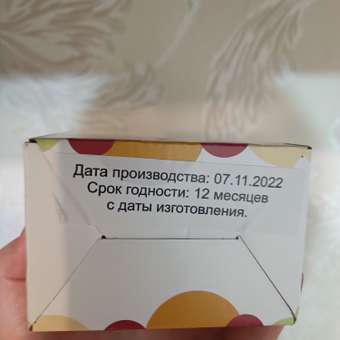 Дата производства: 07.11.2022
Срок годности: 12 месяцев
с даты изготовления.